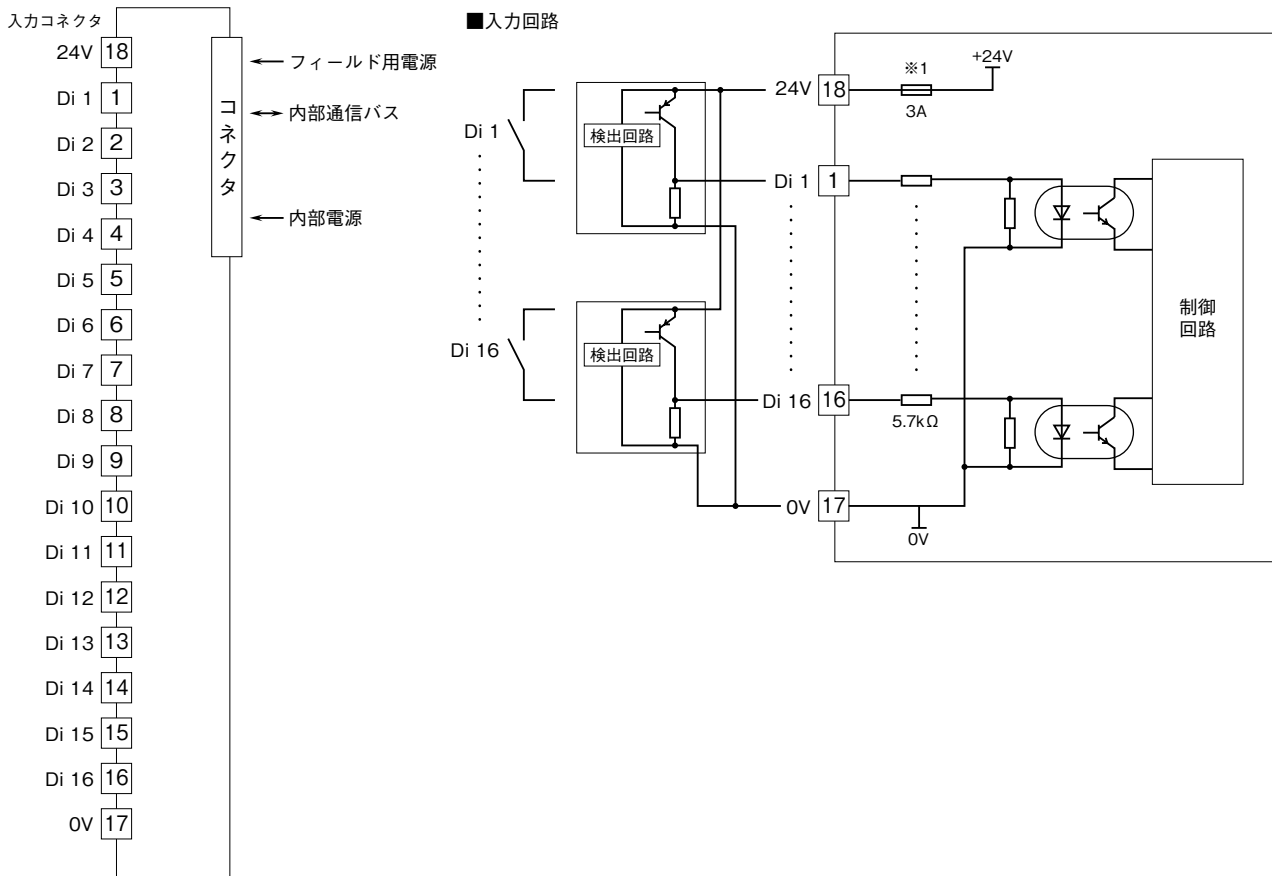 入力コネクタ
24V 18
Di 1 1
Di 2 2
Di 3 3
Di 4 4
Di 5 5
Di 6 6
Di 7 7
Di 8 8
Di 9 9
Di 10 10
Di 11 11
Di 12 12
Di 13 13
Di 14 14
Di 15 15
Di 16 16
0V 17
コネクタ
フィールド用電源
内部通信バス
内部電源
■入力回路
Di 1
検出回路
Di 16
検出回路
24V 18
※1
3A
+24V
Di 1 1
Di 16 16
5.7kΩ
0V 17
0V
制御
回路